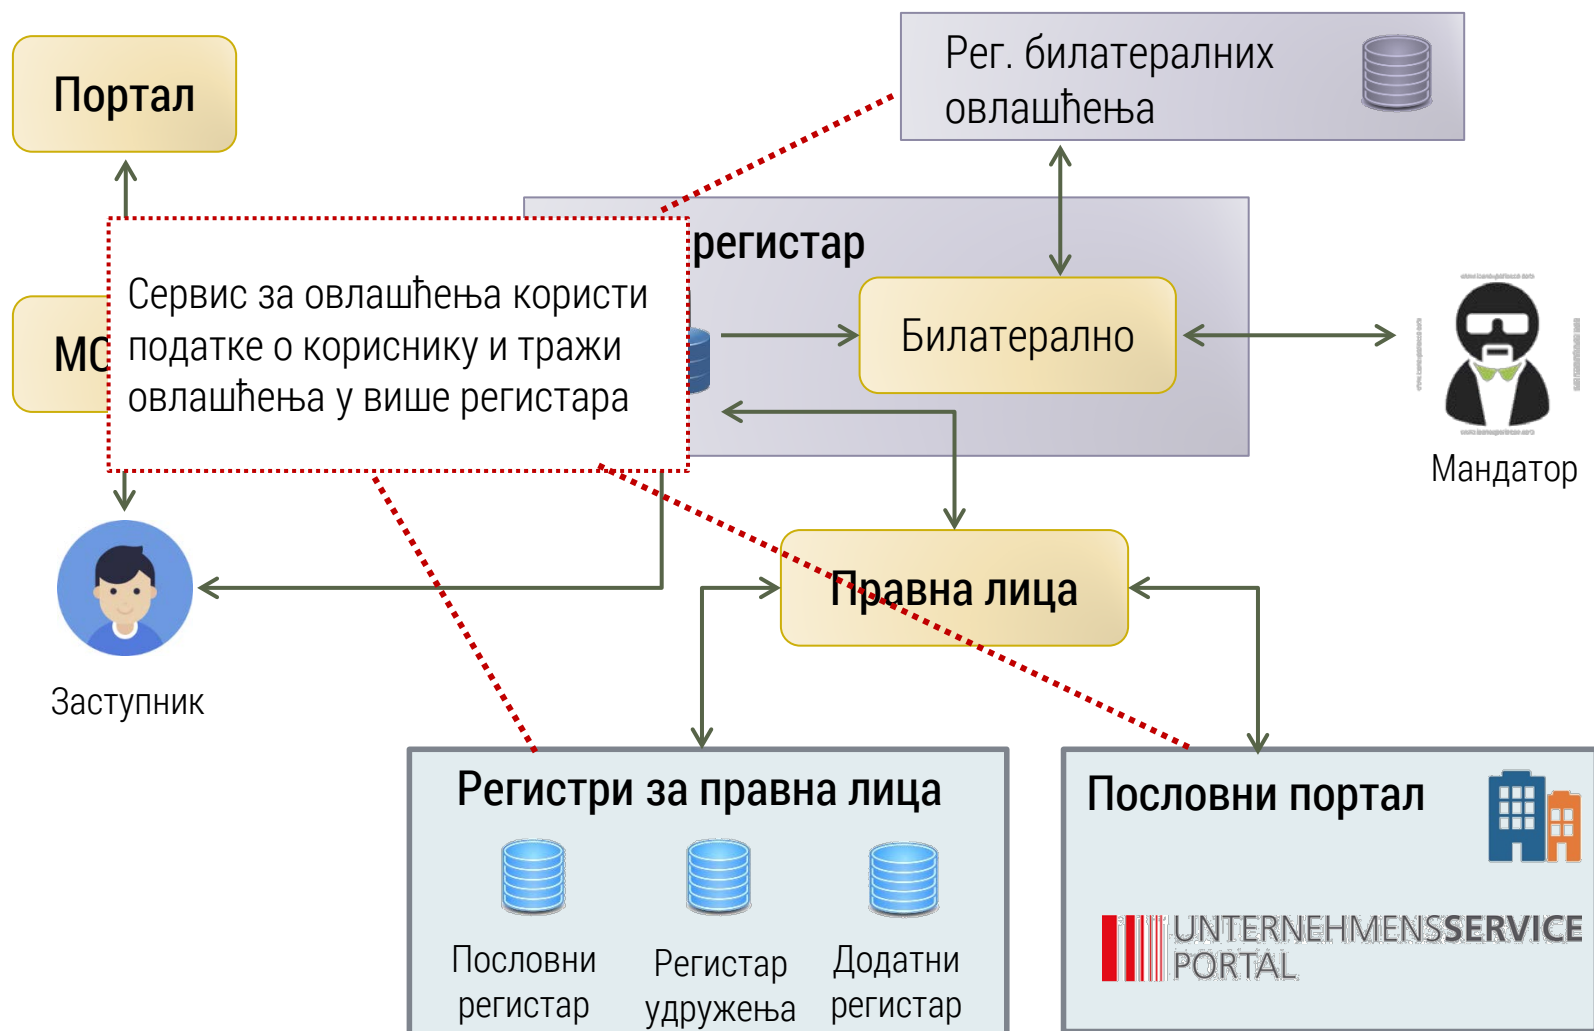 Портал
Рег. билатералних
овлашћења
регистар
Сервис за овлашћења користи
податке о кориснику и тражи
овлашћења у више регистара
Билатерално
Мандатор
Заступник
Правна лица
Регистри за правна лица
Пословни
регистар
Регистар
удружења
Додатни
регистар
Пословни портал
UNTERNEHMENSSERVICE
PORTAL